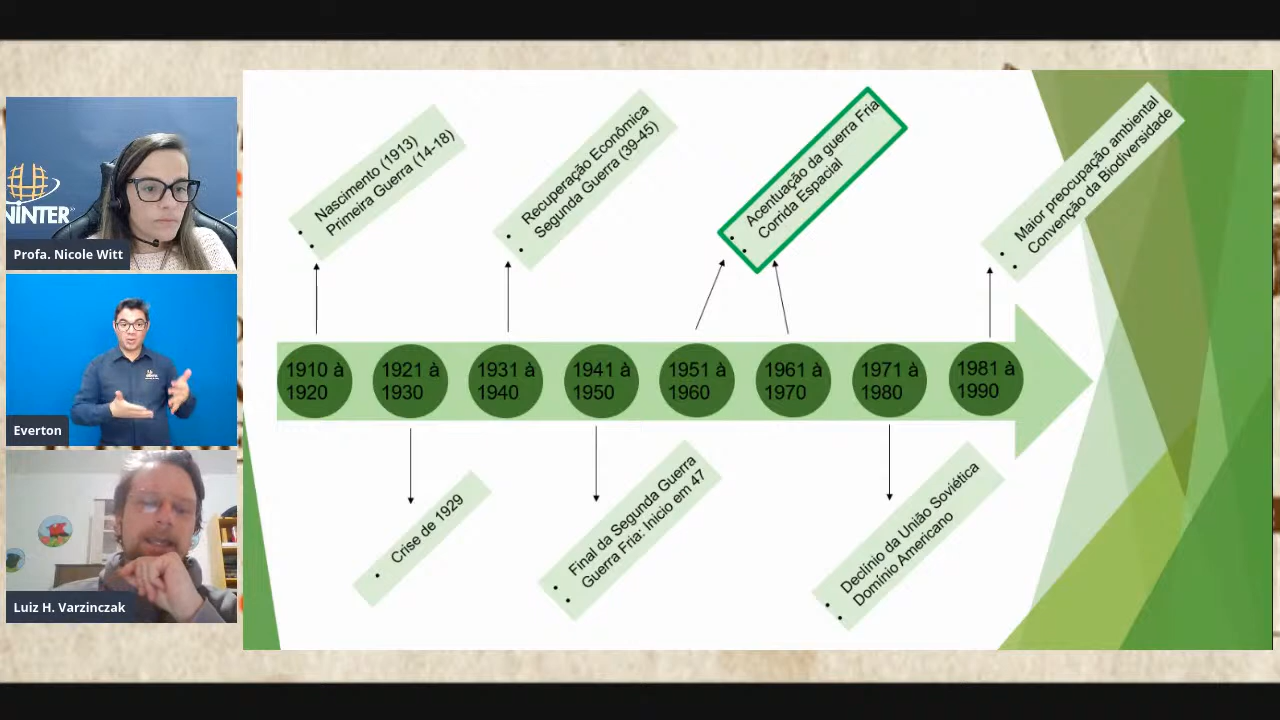 UNINTER
Profa. Nicole Witt
Everton
Luiz H. Varzinczak
• Nascimento (1913)
• Primeira Guerra (14-18)
• Recuperação Econômica
• Segunda Guerra (39-45)
• Acentuação da guerra Fria
• Corrida Espacial
• Maior preocupação ambiental
• Convenção da Biodiversidade
1910 à
1920
1921 à
1930
1931 à
1940
1941 à
1950
1951 à
1960
1961 à
1970
1971 à
1980
1981 à
1990
• Crise de 1929
• Final da Segunda Guerra
• Guerra Fria: Inicio em 47
• Declínio da União Soviética
• Domínio Americano